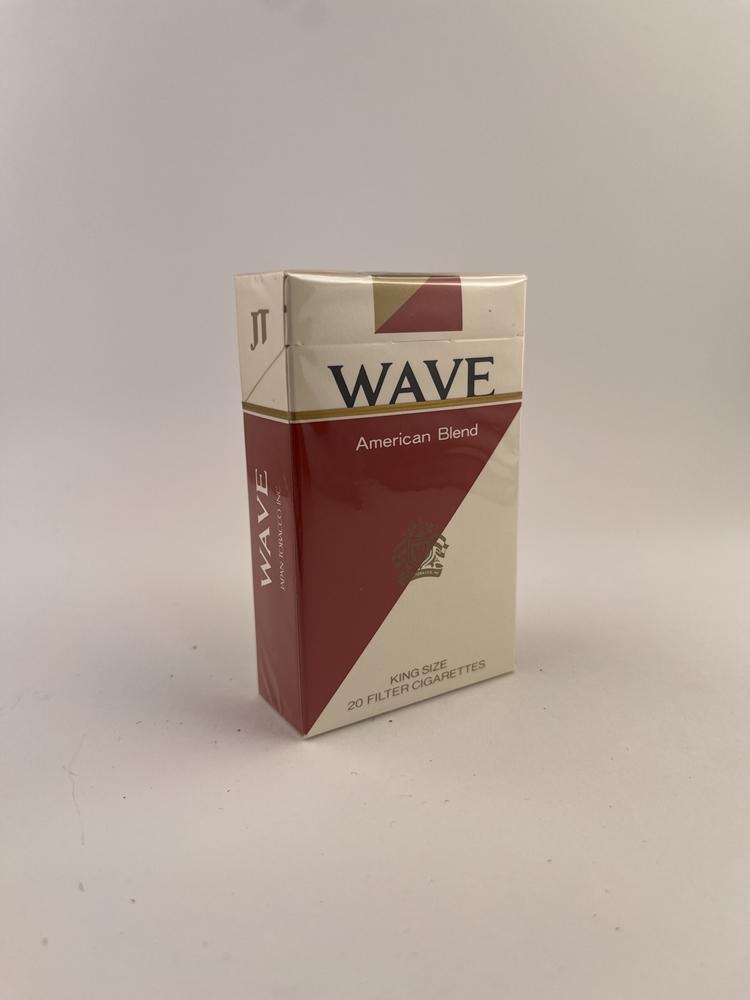 JT
WAVE
American Blend
WAVE
JAPAN TOBACCO INC.
KING SIZE
20 FILTER CIGARETTES